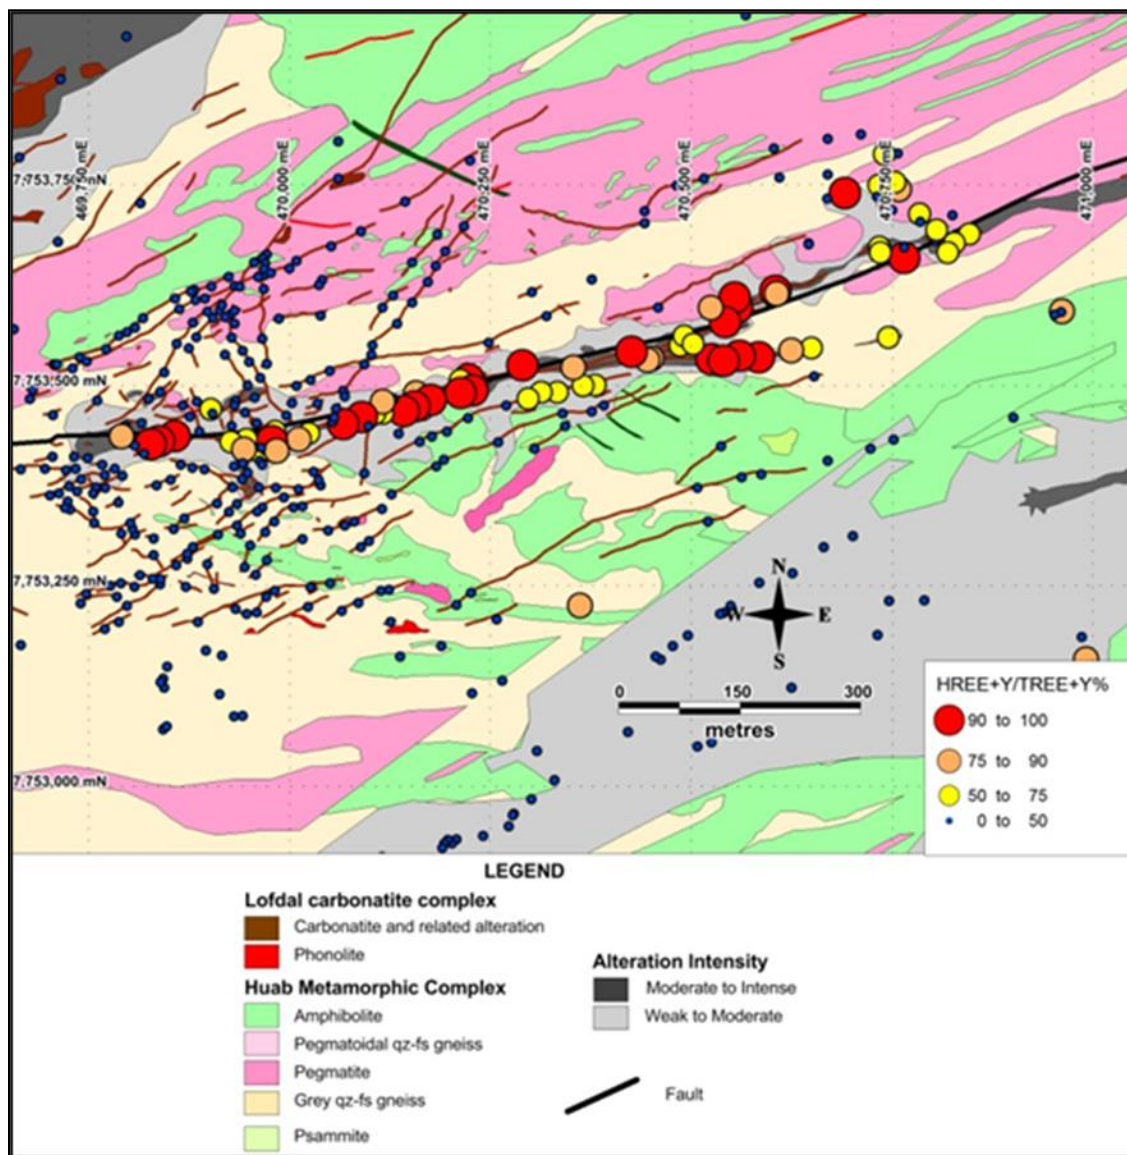 469,750 mE
470,000 mE
470,250 mE
470,500 mE
470,750 mE
471,000 mE
7,753,750 mN
7,753,500 mN
7,753,250 mN
7,753,000 mN
N
W E
S
0 150 300
metres
HREE+Y/TREE+Y%
90 to 100
75 to 90
50 to 75
0 to 50
LEGEND
Lofdal carbonatite complex
Carbonatite and related alteration
Phonolite
Huab Metamorphic Complex
Amphibolite
Pegmatoidal qz-fs gneiss
Pegmatite
Grey qz-fs gneiss
Psammite
Alteration Intensity
Moderate to Intense
Weak to Moderate
Fault